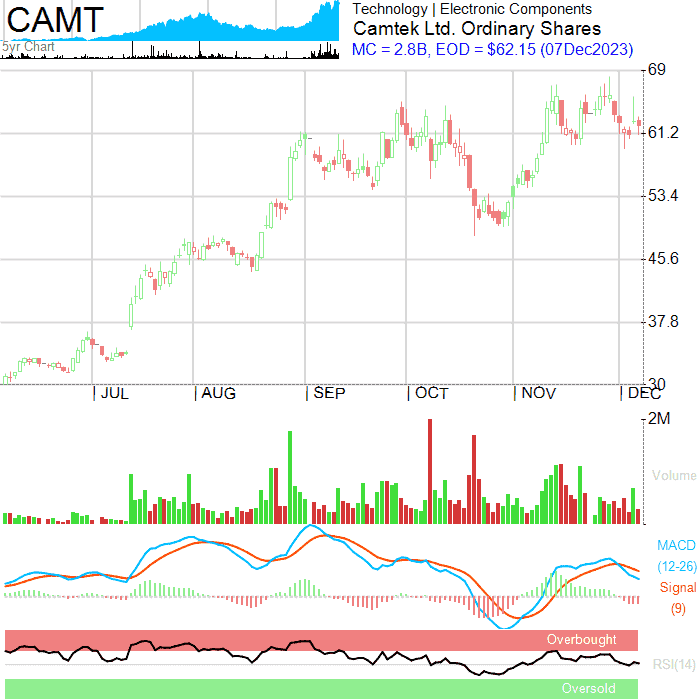 CAMT
5yr Chart
Technology | Electronic Components
Camtek Ltd. Ordinary Shares
MC = 2.8B, EOD = $62.15 (07Dec2023)
69
61.2
53.4
45.6
37.8
30
JUL AUG SEP OCT NOV DEC
2M
Volume
MACD
(12-26)
Signal
(9)
Overbought
RSI(14)
Oversold